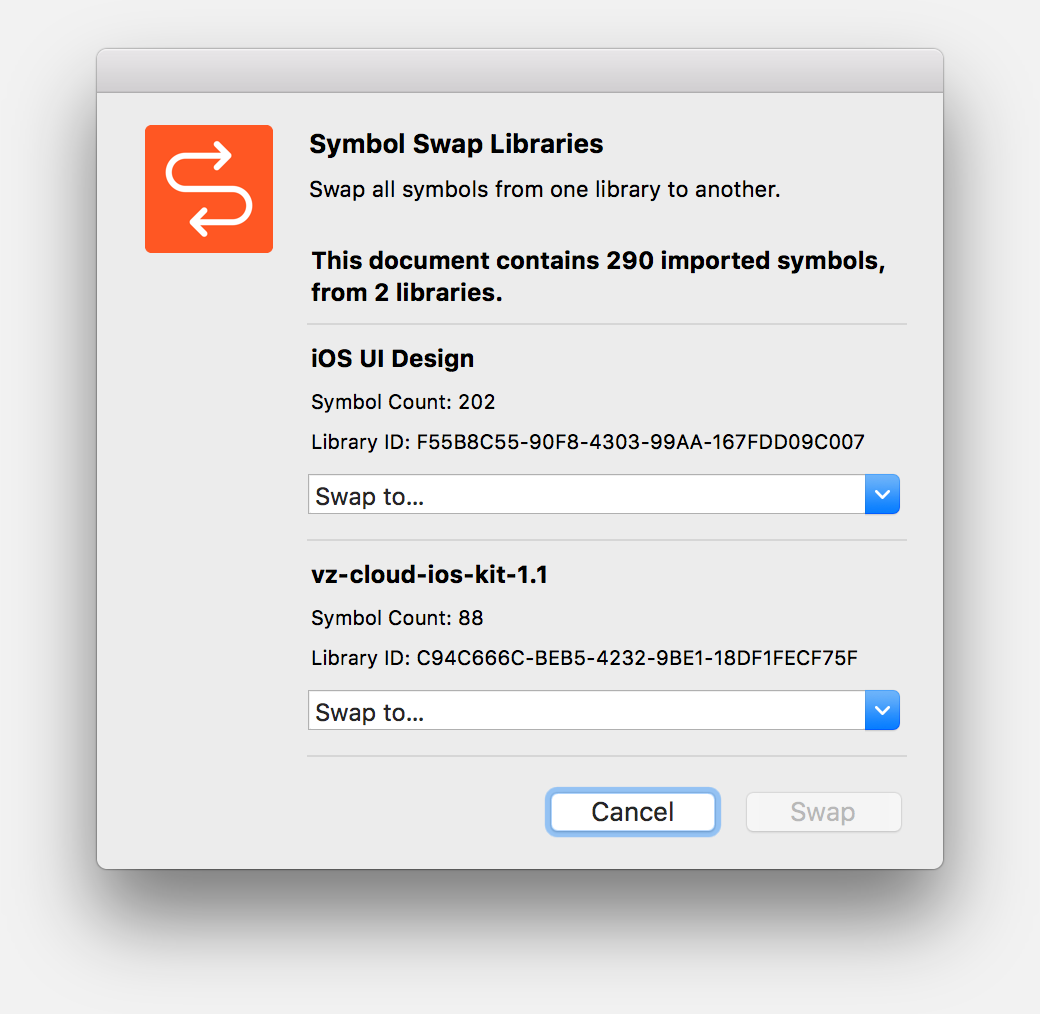 Symbol Swap Libraries
Swap all symbols from one library to another.
This document contains 290 imported symbols,
from 2 libraries.
iOS UI Design
Symbol Count: 202
Library ID: F55B8C55-90F8-4303-99AA-167FDD09C007
Swap to...
vz-cloud-ios-kit-1.1
Symbol Count: 88
Library ID: C94C666C-BEB5-4232-9BE1-18DF1FECF75F
Swap to...
Cancel
Swap